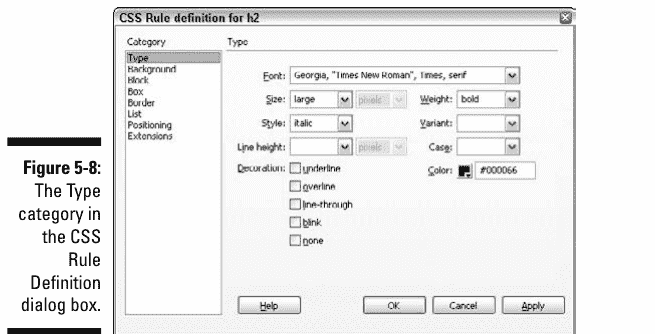 CSS Rule definition for h2
Category
Type
Type
Background
Block
Box
Border
List
Positioning
Extensions
Font: Georgia, "Times New Roman", Times, serif
Size: large pixels Weight: bold
Style: italic Variant:
Line height: pixels Case:
Decoration: underline Color: #000066
overline
line-through
blink
none
Help OK Cancel Apply
Figure 5-8:
The Type
category in
the CSS
Rule
Definition
dialog box.